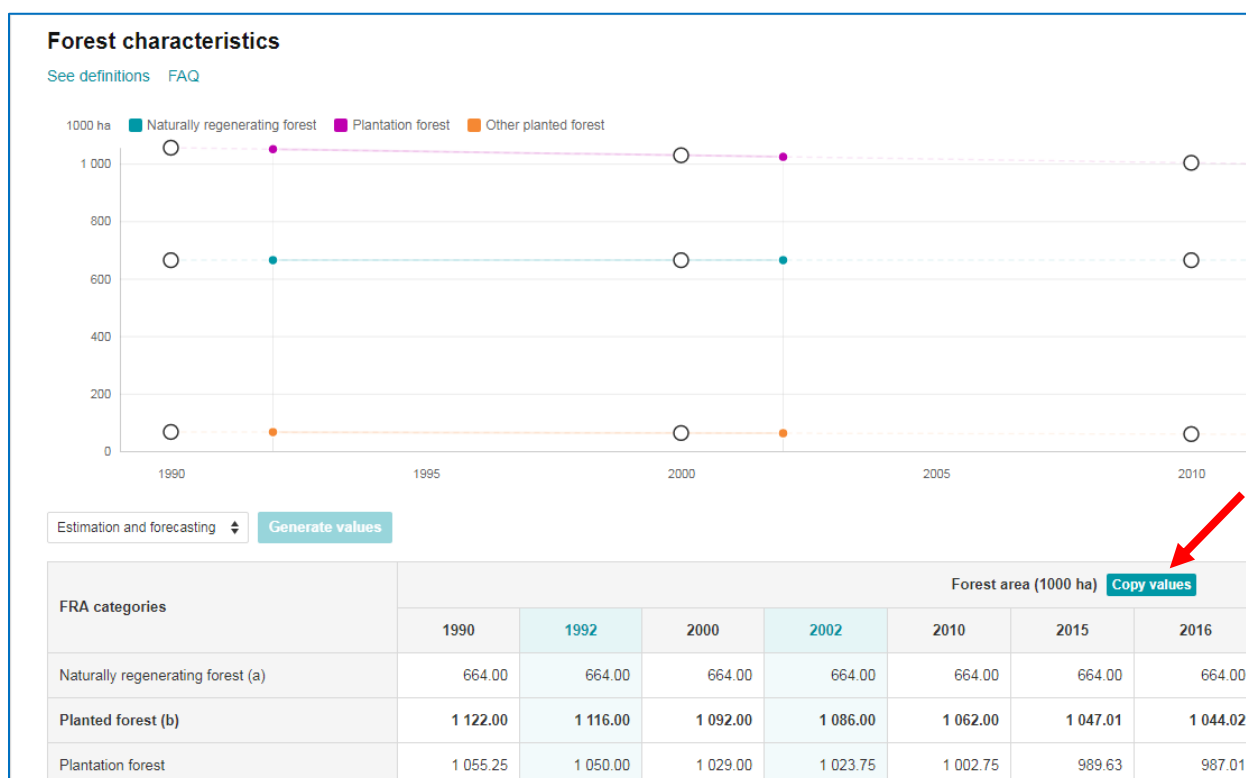 Forest characteristics
See definitions FAQ
1000 ha Naturally regenerating forest Plantation forest Other planted forest
1 000
800
600
400
200
0
1990 1995 2000 2005 2010
Estimation and forecasting Generate values
FRA categories
Forest area (1000 ha) Copy values
1990 1992 2000 2002 2010 2015 2016
Naturally regenerating forest (a) 664.00 664.00 664.00 664.00 664.00 664.00 664.00
Planted forest (b) 1 122.00 1 116.00 1 092.00 1 086.00 1 062.00 1 047.01 1 044.02
Plantation forest 1 055.25 1 050.00 1 029.00 1 023.75 1 002.75 989.63 987.01